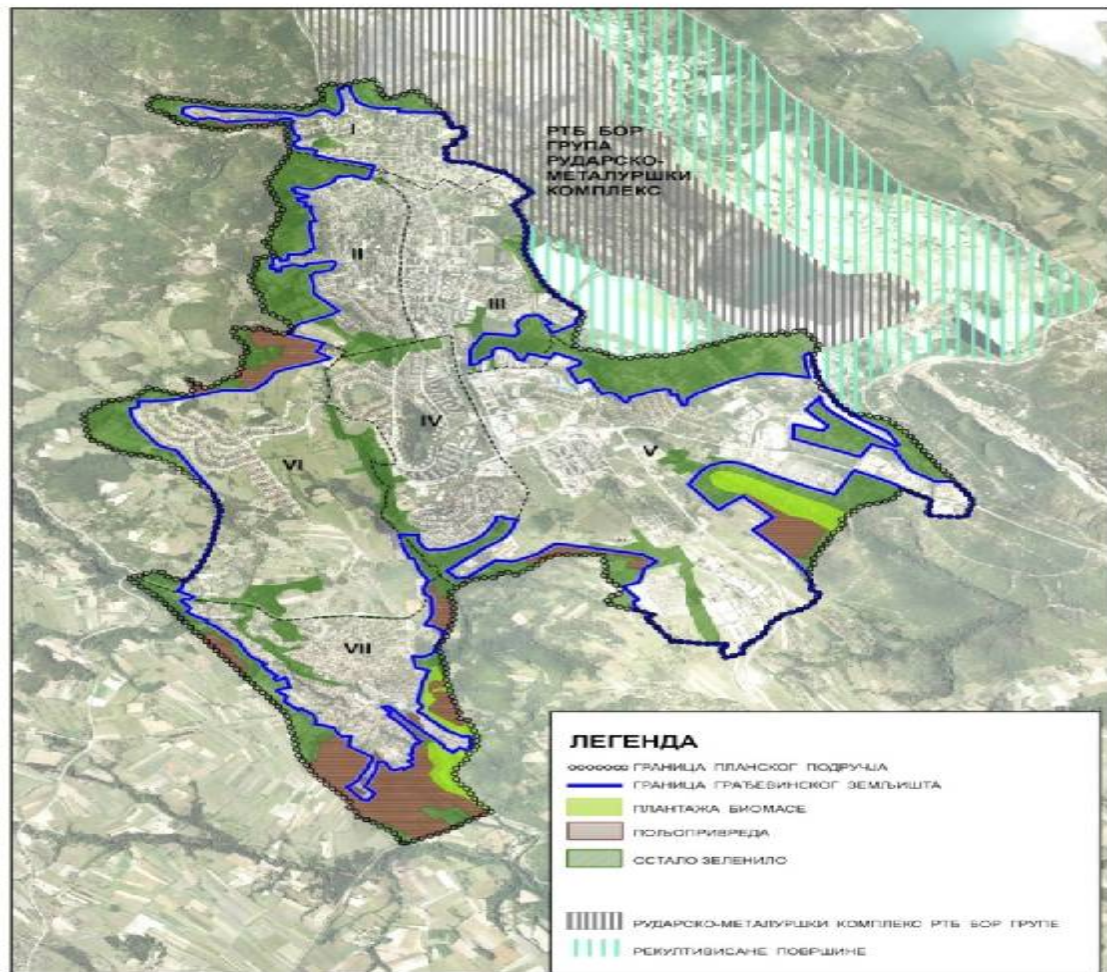 I
РТБ БОР
ГРУПА
РУДАРСКО-
МЕТАЛУРШКИ
КОМПЛЕКС
II
III
IV
V
VI
VII
ЛЕГЕНДА
ГРАНИЦА ПЛАНСКОГ ПОДРУЧЈА
ГРАНИЦА ГРАЂЕВИНСКОГ ЗЕМЉИШТА
ПЛАНТАЖА БИОМАСЕ
ПОЉОПРИВРЕДА
ОСТАЛО ЗЕЛЕНИЛО
РУДАРСКО-МЕТАЛУРШКИ КОМПЛЕКС РТБ БОР ГРУПЕ
РЕКУЛТИВИСАНЕ ПОВРШИНЕ